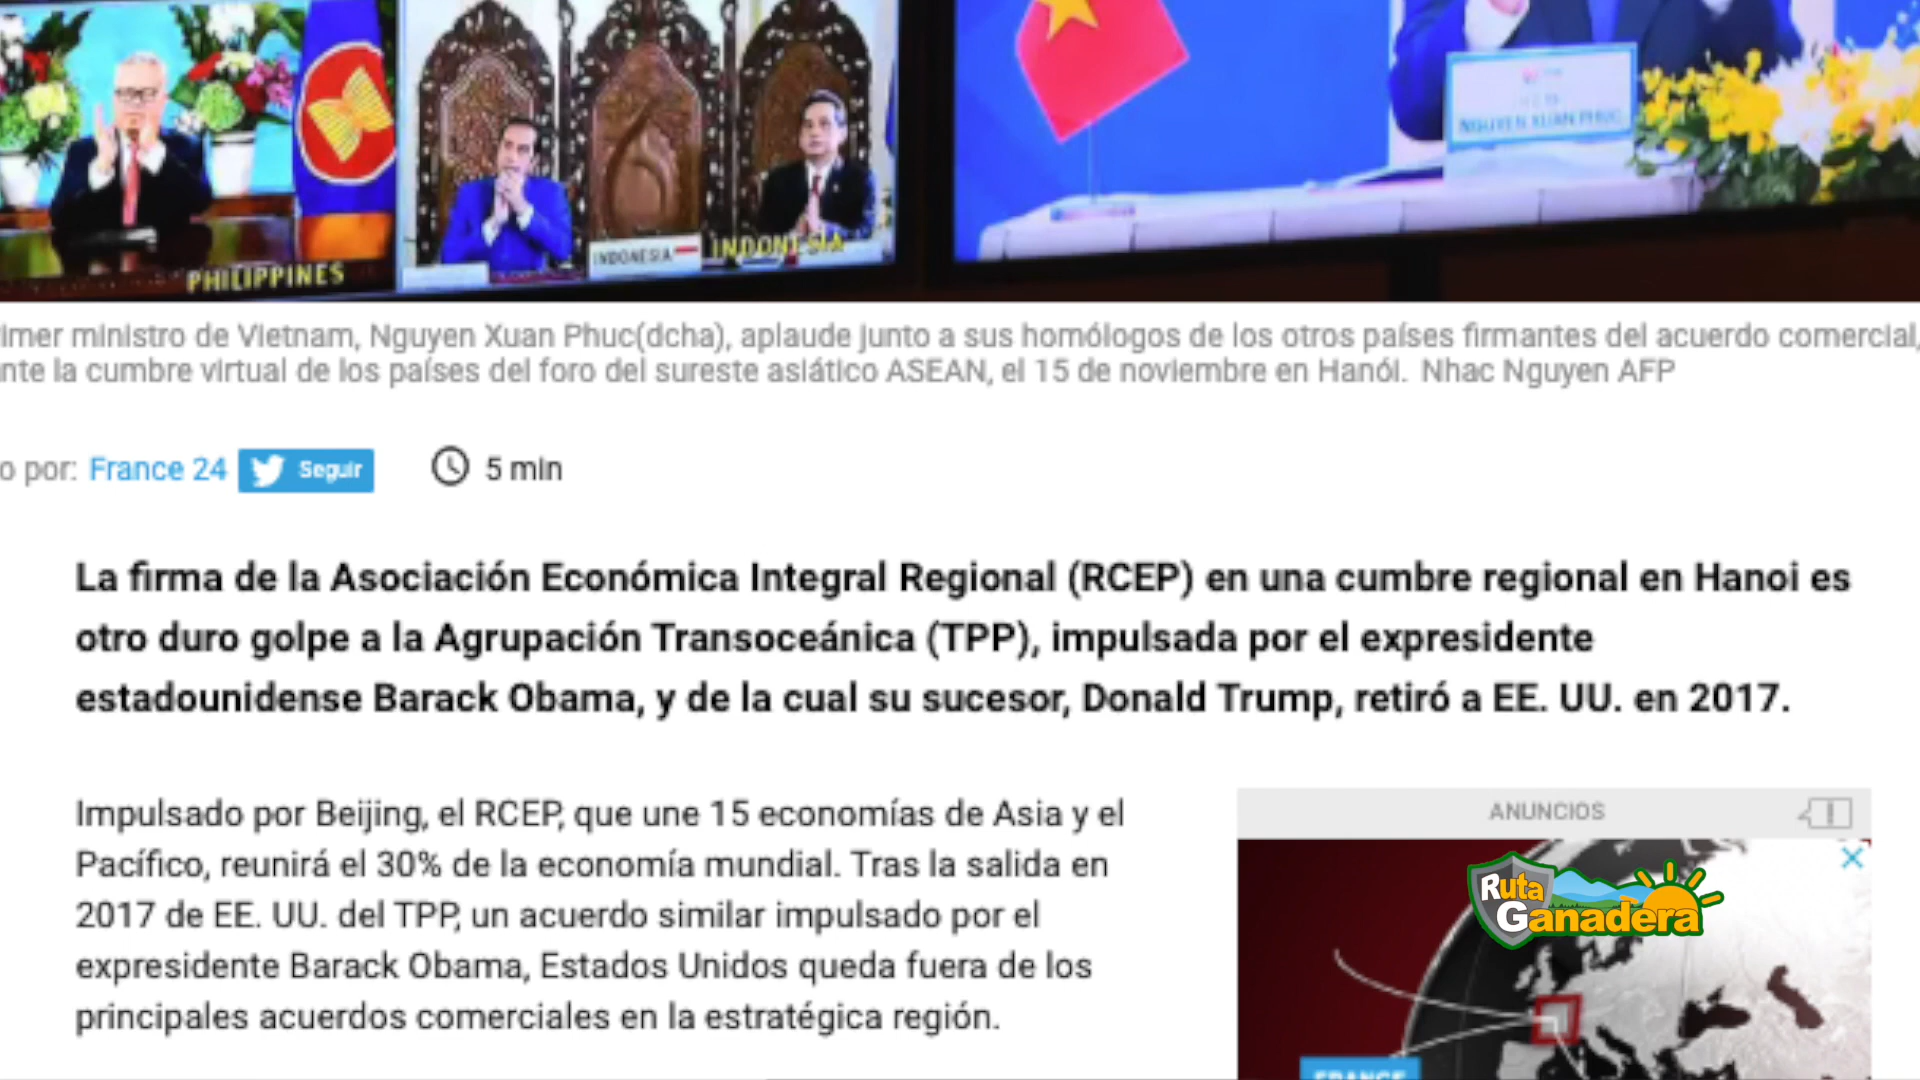 PHILIPPINES
INDONESIA
INDONESIA
NGUYEN XUAN PHUC
imer ministro de Vietnam, Nguyen Xuan Phuc(dcha), aplaude junto a sus homólogos de los otros países firmantes del acuerdo comercial,
nte la cumbre virtual de los países del foro del sureste asiático ASEAN, el 15 de noviembre en Hanói. Nhac Nguyen AFP
o por: France 24 Seguir 5 min
La firma de la Asociación Económica Integral Regional (RCEP) en una cumbre regional en Hanoi es
otro duro golpe a la Agrupación Transoceánica (TPP), impulsada por el expresidente
estadounidense Barack Obama, y de la cual su sucesor, Donald Trump, retiró a EE. UU. en 2017.
Impulsado por Beijing, el RCEP, que une 15 economías de Asia y el
Pacífico, reunirá el 30% de la economía mundial. Tras la salida en
2017 de EE. UU. del TPP, un acuerdo similar impulsado por el
expresidente Barack Obama, Estados Unidos queda fuera de los
principales acuerdos comerciales en la estratégica región.
ANUNCIOS
Ruta
Ganadera
FRANCE